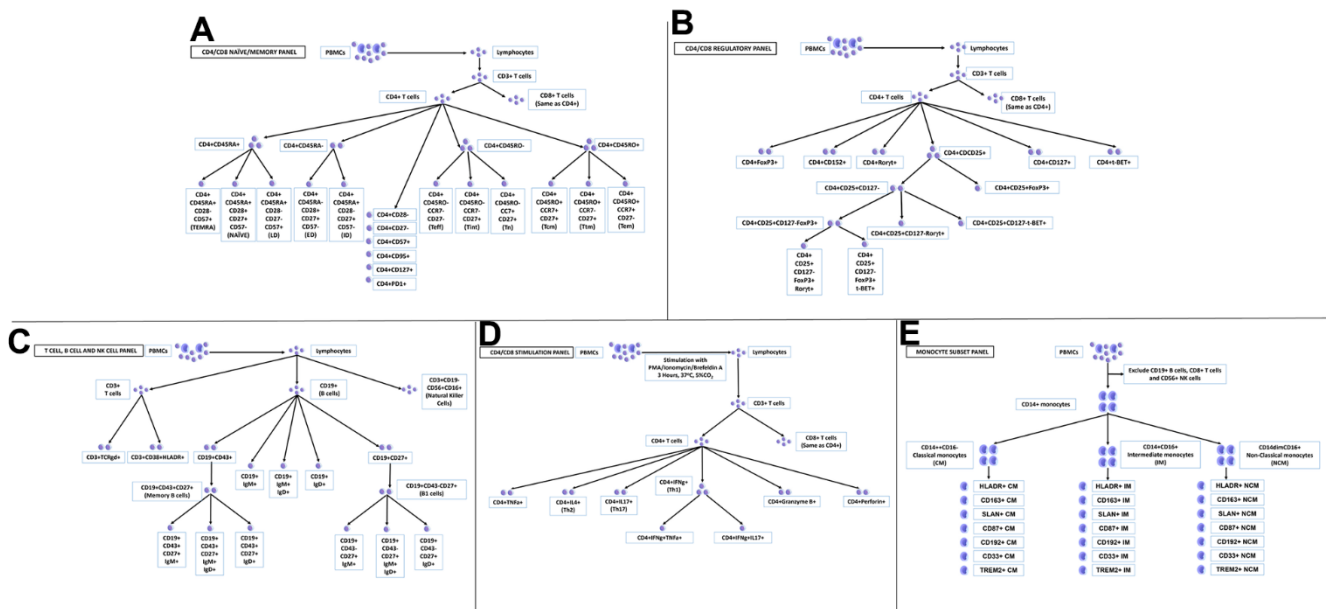 A
CD4/CD8 NAÏVE/MEMORY PANEL
PBMCs
Lymphocytes
CD3+ T cells
CD4+ T cells
CD8+ T cells
(Same as CD4+)
CD4+CD45RA+
CD4+CD45RA-
CD4+CD45RO-
CD4+CD45RO+
CD4+
CD45RA+
CD28-
CD57+
(TEMRA)
CD4+
CD45RA+
CD28+
CD27+
CD57-
(NAÏVE)
CD4+
CD45RA+
CD28+
CD27-
CD57+
(LD)
CD4+
CD45RA-
CD28+
CD27+
CD57-
(ED)
CD4+
CD45RA+
CD28-
CD27+
CD57-
(ID)
CD4+CD28-
CD4+CD27-
CD4+CD57+
CD4+CD95+
CD4+CD127+
CD4+PD1+
CD4+
CD45RO-
CCR7-
CD27-
(Teff)
CD4+
CD45RO-
CCR7-
CD27+
(Tint)
CD4+
CD45RO-
CC7+
CD27+
(Tn)
CD4+
CD45RO+
CCR7+
CD27+
(Tcm)
CD4+
CD45RO+
CCR7-
CD27+
(Ttm)
CD4+
CD45RO+
CCR7+
CD27-
(Tem)
B
CD4/CD8 REGULATORY PANEL
PBMCs
Lymphocytes
CD3+ T cells
CD4+ T cells
CD8+ T cells
(Same as CD4+)
CD4+FoxP3+
CD4+CD152+
CD4+Roryt+
CD4+CDCD25+
CD4+CD127+
CD4+t-BET+
CD4+CD25+CD127-
CD4+CD25+FoxP3+
CD4+CD25+CD127-FoxP3+
CD4+CD25+CD127-Roryt+
CD4+CD25+CD127-t-BET+
CD4+
CD25+
CD127-
FoxP3+
Roryt+
CD4+
CD25+
CD127-
FoxP3+
t-BET+
C
T CELL, B CELL AND NK CELL PANEL
PBMCs
Lymphocytes
CD3+
T cells
CD19+
(B cells)
CD3+CD19-
CD56+CD16+
(Natural Killer
Cells)
CD3+TCRgd+
CD3+CD38+HLADR+
CD19+CD43+
CD19+
IgM+
CD19+
IgM+
IgD+
CD19+
IgD+
CD19+CD27+
CD19+CD43+CD27+
(Memory B cells)
CD19+CD43-CD27+
(B1 cells)
CD19+
CD43+
CD27+
IgM+
CD19+
CD43+
CD27+
IgM+
IgD+
CD19+
CD43+
CD27+
IgD+
CD19+
CD43-
CD27+
IgM+
CD19+
CD43-
CD27+
IgM+
IgD+
CD19+
CD43-
CD27+
IgD+
D
CD4/CD8 STIMULATION PANEL
PBMCs
Lymphocytes
Stimulation with
PMA/Ionomycin/Brefeldin A
3 Hours, 37°C, 5%CO₂
CD3+ T cells
CD4+ T cells
CD8+ T cells
(Same as CD4+)
CD4+TNFa+
CD4+IL4+
(Th2)
CD4+IL17+
(Th17)
CD4+IFNg+
(Th1)
CD4+Granzyme B+
CD4+Perforin+
CD4+IFNg+TNFa+
CD4+IFNg+IL17+
E
MONOCYTE SUBSET PANEL
PBMCs
Exclude CD19+ B cells, CD8+ T cells
and CD56+ NK cells
CD14+ monocytes
CD14++CD16-
Classical monocytes
(CM)
CD14+CD16+
Intermediate monocytes
(IM)
CD14dimCD16+
Non-Classical monocytes
(NCM)
HLADR+ CM
CD163+ CM
SLAN+ CM
CD87+ CM
CD192+ CM
CD33+ CM
TREM2+ CM
HLADR+ IM
CD163+ IM
SLAN+ IM
CD87+ IM
CD192+ IM
CD33+ IM
TREM2+ IM
HLADR+ NCM
CD163+ NCM
SLAN+ NCM
CD87+ NCM
CD192+ NCM
CD33+ NCM
TREM2+ NCM